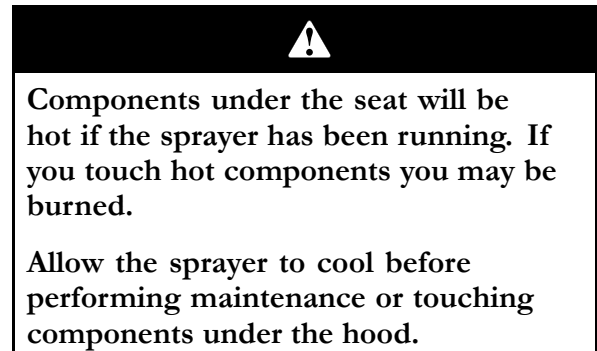 Components under the seat will be
hot if the sprayer has been running. If
you touch hot components you may be
burned.
Allow the sprayer to cool before
performing maintenance or touching
components under the hood.